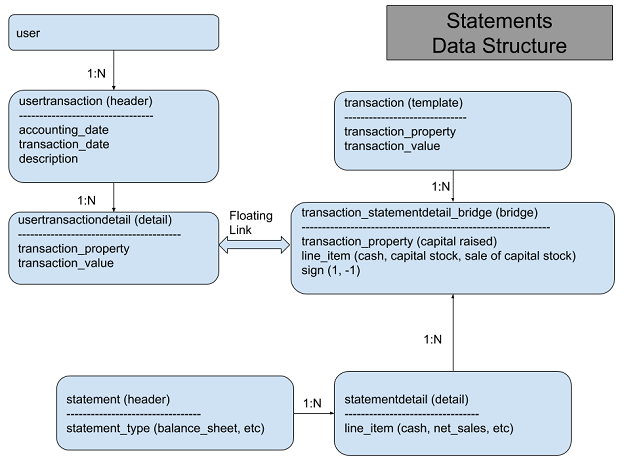 Statements
Data Structure
user
1:N
usertransaction (header)
---------------------------------
accounting_date
transaction_date
description
1:N
usertransactiondetail (detail)
----------------------------------------
transaction_property
transaction_value
Floating
Link
transaction (template)
------------------------------
transaction_property
transaction_value
1:N
transaction_statementdetail_bridge (bridge)
-------------------------------------------------------------
transaction_property (capital raised)
line_item (cash, capital stock, sale of capital stock)
sign (1, -1)
1:N
statement (header)
---------------------------------
statement_type (balance_sheet, etc)
1:N
statementdetail (detail)
---------------------------------
line_item (cash, net_sales, etc)